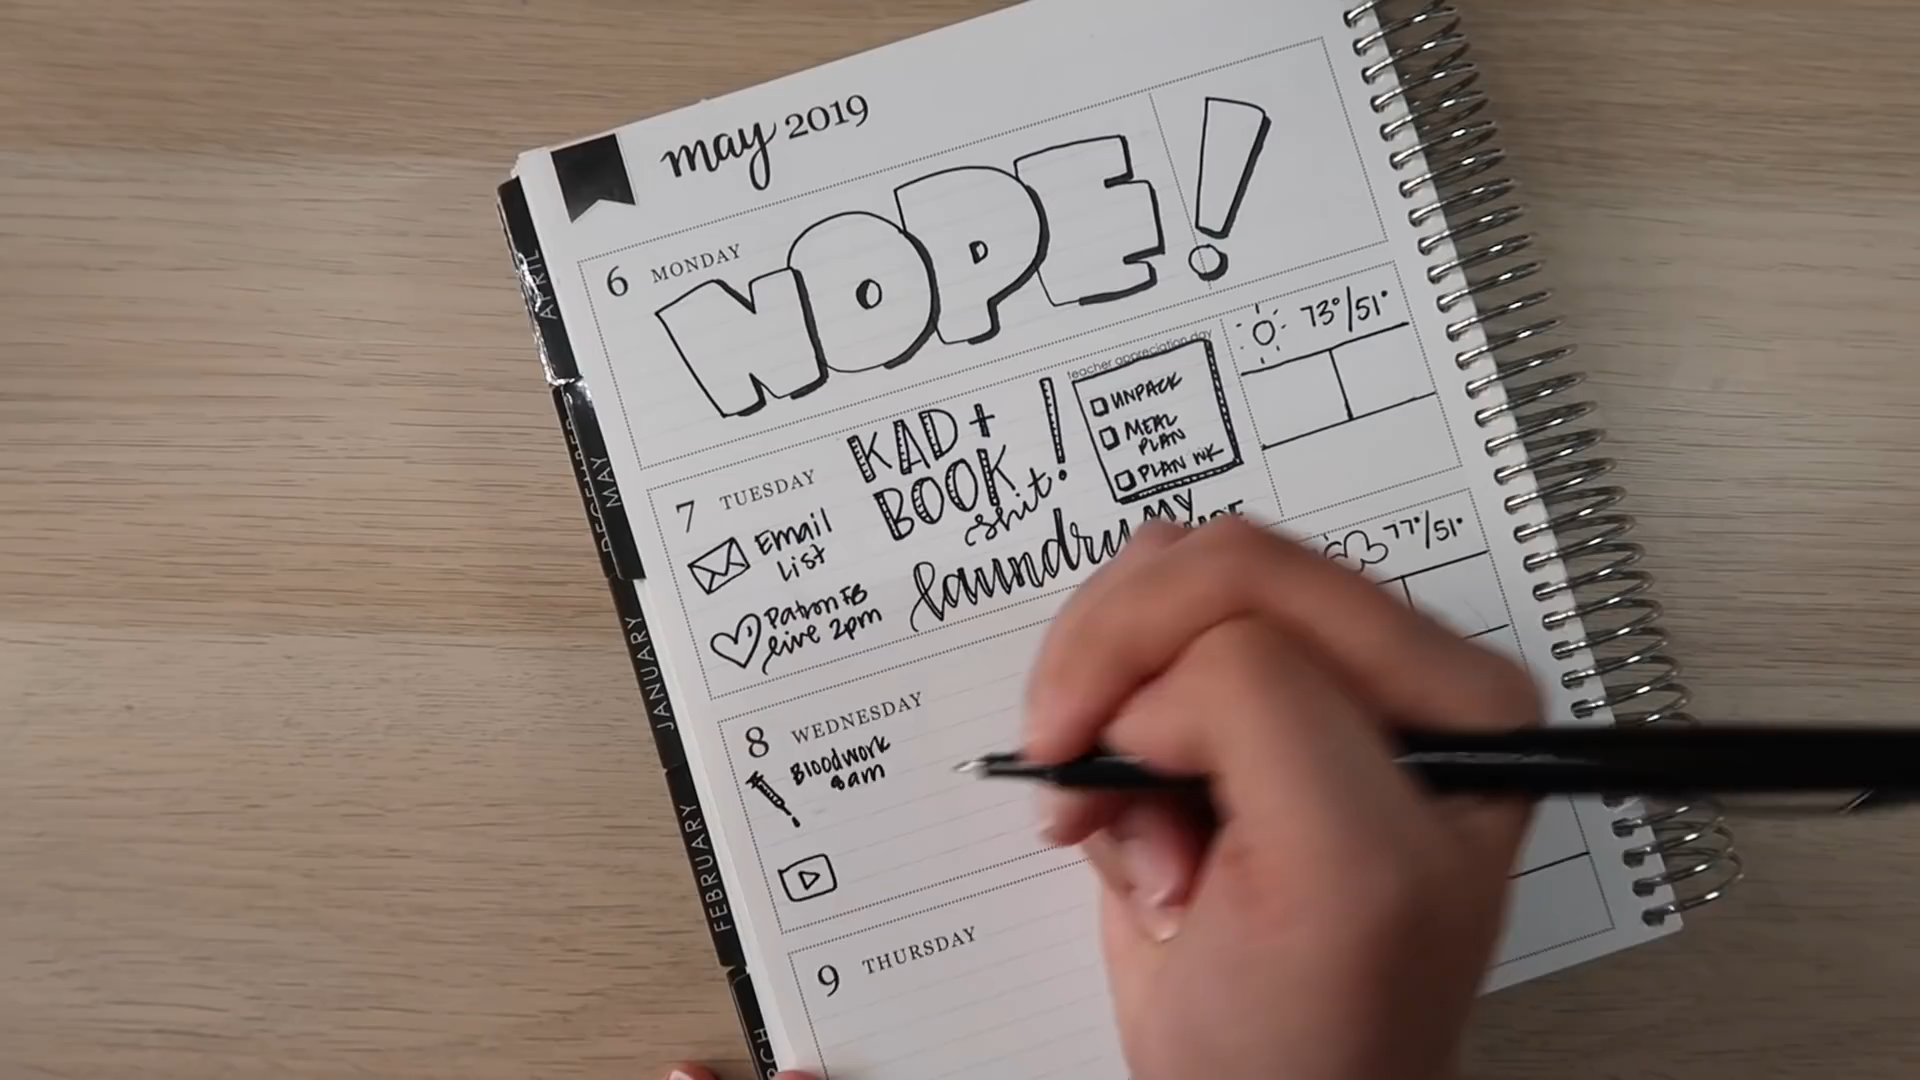 may 2019
6 MONDAY
NOPE!
teacher appreciation day
7 TUESDAY
Email
list
Patron FB
live 2pm
KAD +
BOOK
shit!
UNPACK
MEAL
PLAN
PLAN WK
laundry
MY
73°/51°
77°/51°
8 WEDNESDAY
Bloodwork
8am
9 THURSDAY
APRIL
DECEMBER
MAY
JANUARY
FEBRUARY